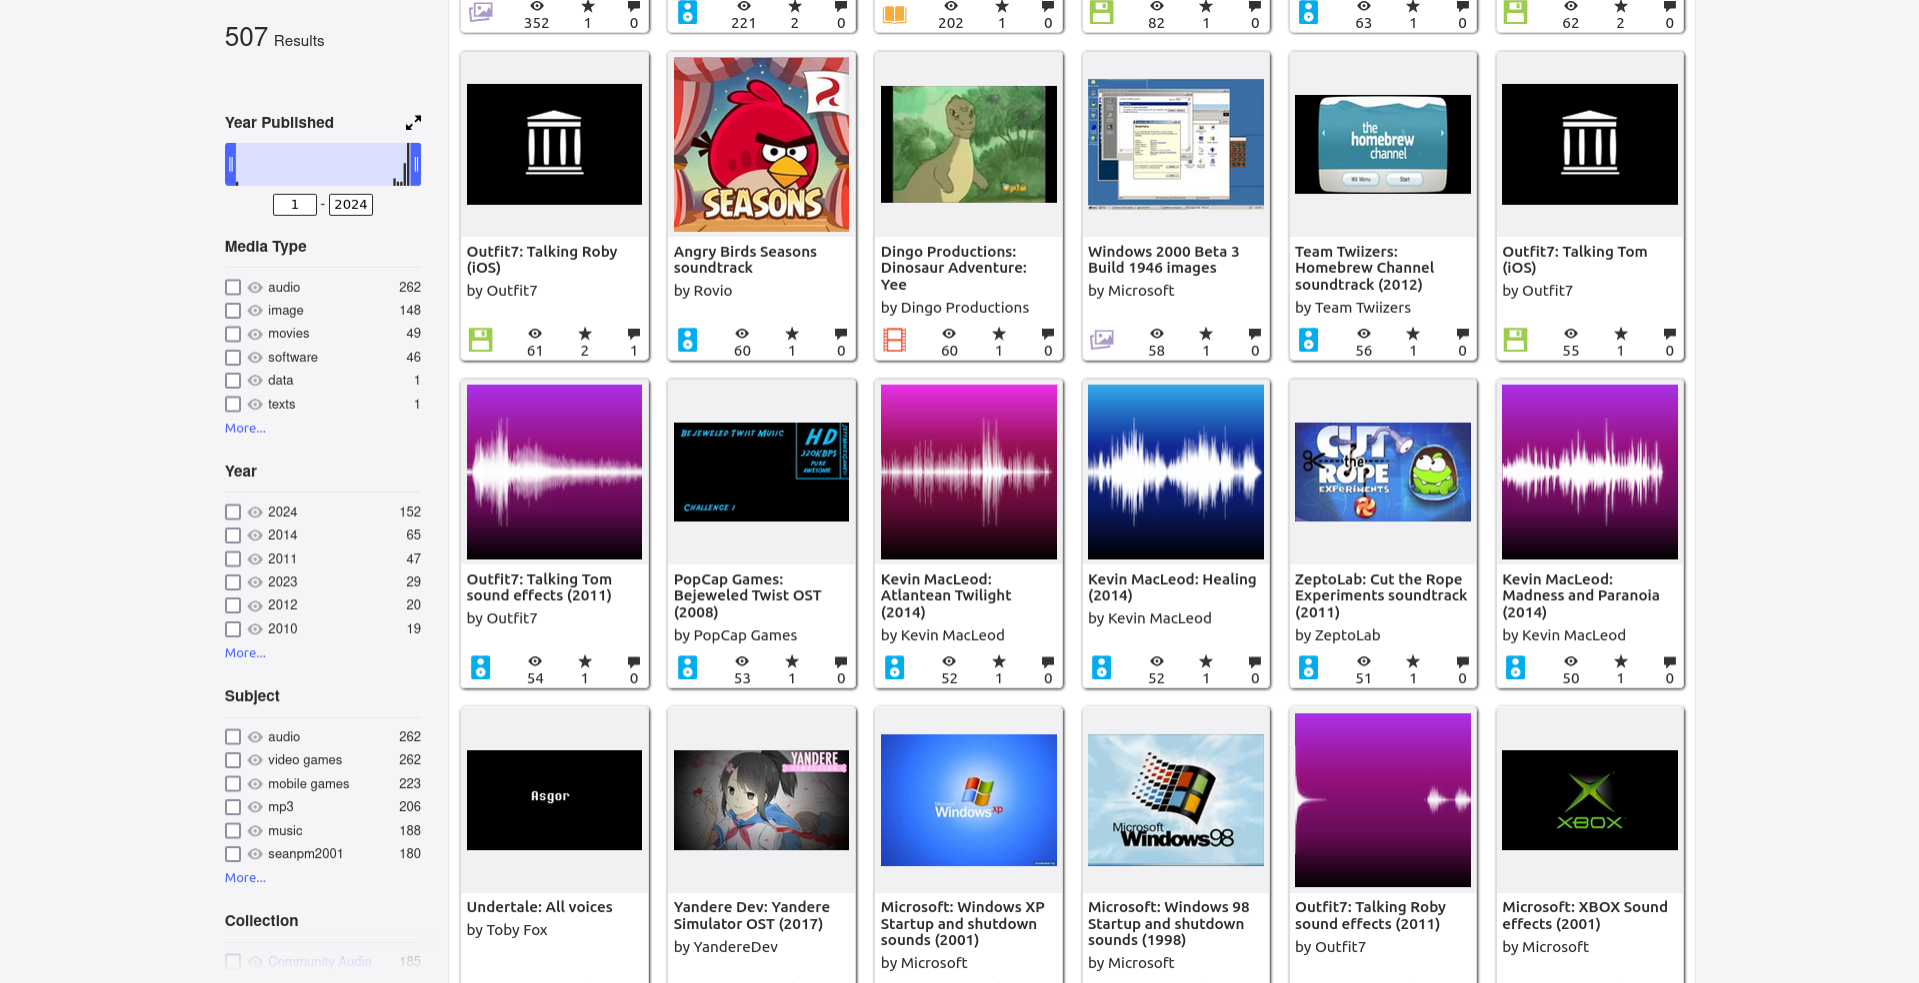 507 Results
Year Published
1 - 2024
Media Type
audio 262
image 148
movies 49
software 46
data 1
texts 1
More...
Year
2024 152
2014 65
2011 47
2023 29
2012 20
2010 19
More...
Subject
audio 262
video games 262
mobile games 223
mp3 206
music 188
seanpm2001 180
More...
Collection
Community Audio 185
352 1 0
221 2 0
202 1 0
82 1 0
63 1 0
62 2 0
Outfit7: Talking Roby
(iOS)
by Outfit7
61 2 1
SEASONS
Angry Birds Seasons
soundtrack
by Rovio
60 1 0
Dingo Productions:
Dinosaur Adventure:
Yee
by Dingo Productions
60 1 0
Windows 2000 Beta 3
Build 1946 images
by Microsoft
58 1 0
the
homebrew
channel
Wii Menu Start
Team Twiizers:
Homebrew Channel
soundtrack (2012)
by Team Twiizers
56 1 0
Outfit7: Talking Tom
(iOS)
by Outfit7
55 1 0
Outfit7: Talking Tom
sound effects (2011)
by Outfit7
54 1 0
Bejeweled Twist Music
HD
320KBPS
PURE
AWESOME
Challenge 1
PopCap Games:
Bejeweled Twist OST
(2008)
by PopCap Games
53 1 0
Kevin MacLeod:
Atlantean Twilight
(2014)
by Kevin MacLeod
52 1 0
Kevin MacLeod: Healing
(2014)
by Kevin MacLeod
52 1 0
CUT
the
ROPE
EXPERIMENTS
ZeptoLab: Cut the Rope
Experiments soundtrack
(2011)
by ZeptoLab
51 1 0
Kevin MacLeod:
Madness and Paranoia
(2014)
by Kevin MacLeod
50 1 0
Asgor
Undertale: All voices
by Toby Fox
YANDERE
SIMULATOR
Yandere Dev: Yandere
Simulator OST (2017)
by YandereDev
Microsoft
Windows xp
Microsoft: Windows XP
Startup and shutdown
sounds (2001)
by Microsoft
Microsoft
Windows98
Microsoft: Windows 98
Startup and shutdown
sounds (1998)
by Microsoft
Outfit7: Talking Roby
sound effects (2011)
by Outfit7
XBOX
Microsoft: XBOX Sound
effects (2001)
by Microsoft